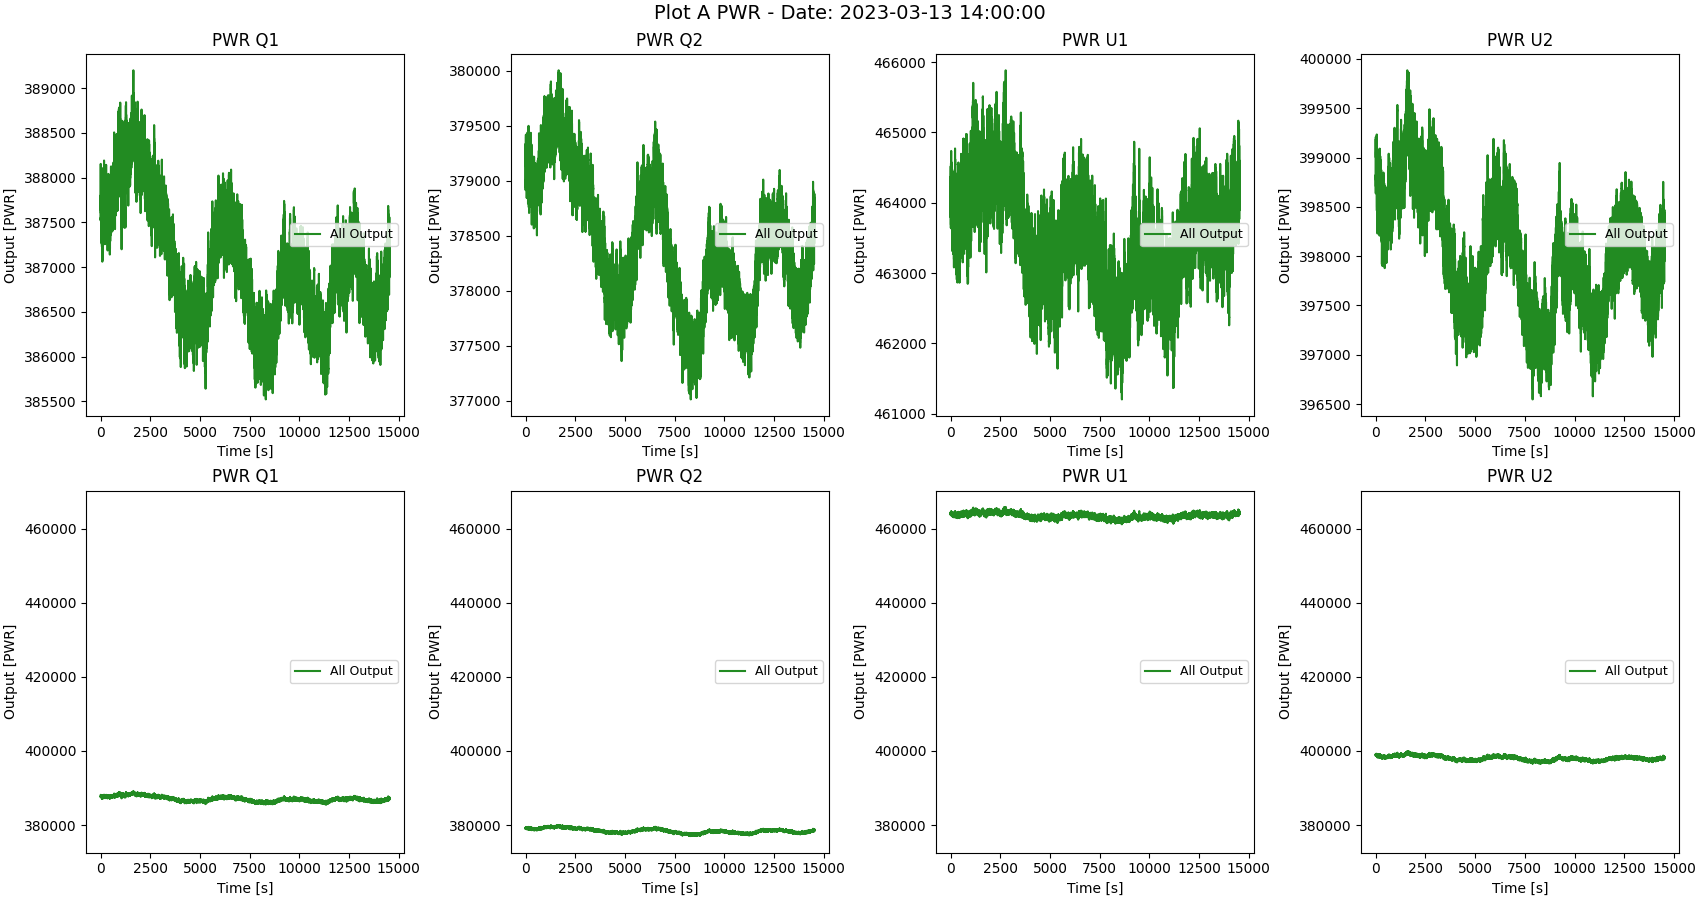 Plot A PWR - Date: 2023-03-13 14:00:00
PWR Q1
PWR Q2
PWR U1
PWR U2
Output [PWR]
389000
388500
388000
387500
387000
386500
386000
385500
All Output
0 2500 5000 7500 10000 12500 15000
Time [s]
Output [PWR]
380000
379500
379000
378500
378000
377500
377000
All Output
0 2500 5000 7500 10000 12500 15000
Time [s]
Output [PWR]
466000
465000
464000
463000
462000
461000
All Output
0 2500 5000 7500 10000 12500 15000
Time [s]
Output [PWR]
400000
399500
399000
398500
398000
397500
397000
396500
All Output
0 2500 5000 7500 10000 12500 15000
Time [s]
PWR Q1
PWR Q2
PWR U1
PWR U2
Output [PWR]
460000
440000
420000
400000
380000
All Output
0 2500 5000 7500 10000 12500 15000
Time [s]
Output [PWR]
460000
440000
420000
400000
380000
All Output
0 2500 5000 7500 10000 12500 15000
Time [s]
Output [PWR]
460000
440000
420000
400000
380000
All Output
0 2500 5000 7500 10000 12500 15000
Time [s]
Output [PWR]
460000
440000
420000
400000
380000
All Output
0 2500 5000 7500 10000 12500 15000
Time [s]